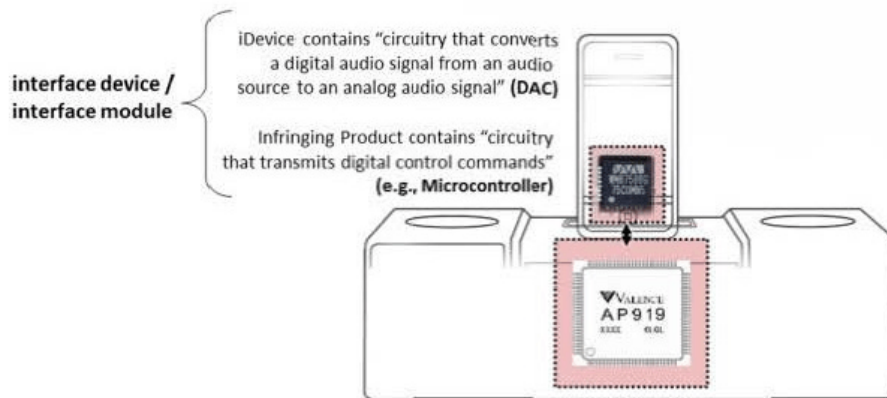 iDevice contains “circuitry that converts
a digital audio signal from an audio
source to an analog audio signal” (DAC)
interface device /
interface module
Infringing Product contains “circuitry
that transmits digital control commands”
(e.g., Microcontroller)
VALENCE
AP919